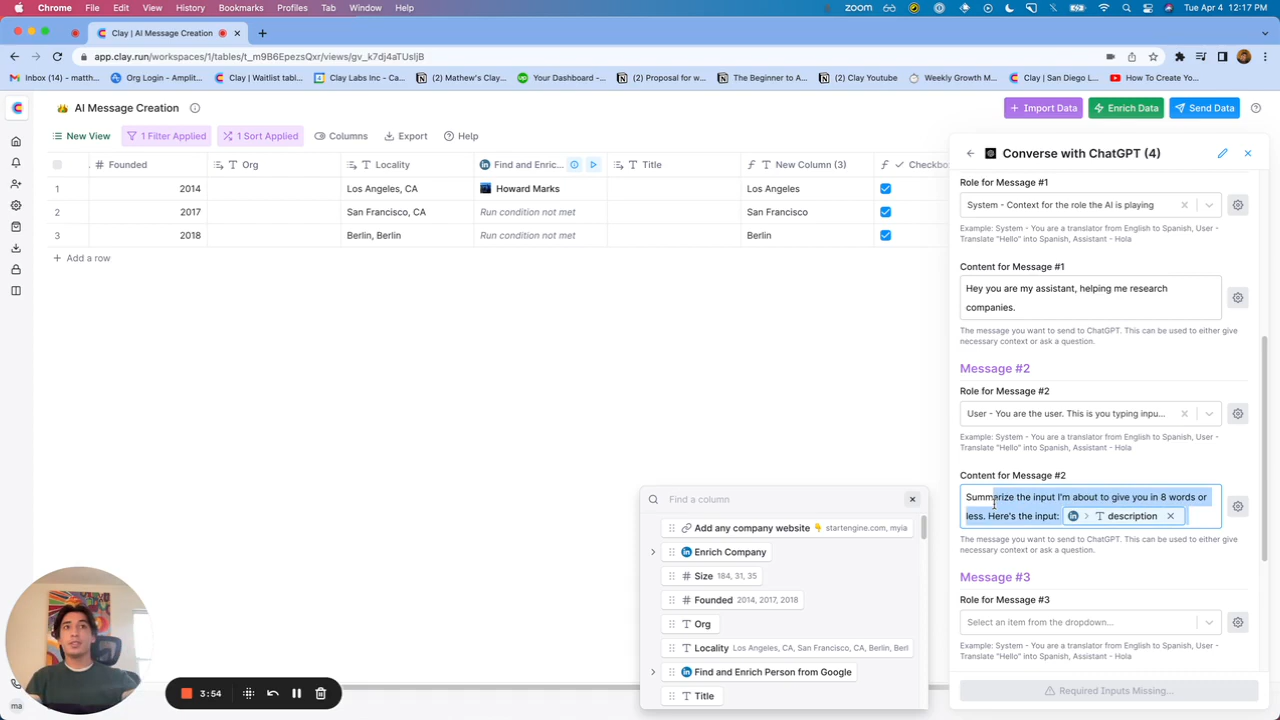 Chrome File Edit View History Bookmarks Profiles Tab Window Help ZOOM Tue Apr 4 12:17 PM
Clay | AI Message Creation
app.clay.run/workspaces/1/tables/t_m9B6EpezsQxr/views/gv_k7dj4aTUsljB
Inbox (14) - matth... Org Login - Amplit... Clay | Waitlist tabl... Clay Labs Inc - Ca... (2) Mathew's Clay... Your Dashboard -... (2) Proposal for w... The Beginner to A... (2) Clay Youtube Weekly Growth M... Clay | San Diego L... How To Create Yo...
AI Message Creation
Import Data Enrich Data Send Data
New View 1 Filter Applied 1 Sort Applied Columns Export Help
# Founded T Org T Locality Find and Enric... T Title T New Column (3) Checkbo
1 2014 Los Angeles, CA Howard Marks Los Angeles
2 2017 San Francisco, CA Run condition not met San Francisco
3 2018 Berlin, Berlin Run condition not met Berlin
+ Add a row
Converse with ChatGPT (4)
Role for Message #1
System - Context for the role the AI is playing
Example: System - You are a translator from English to Spanish, User -
Translate "Hello" into Spanish, Assistant - Hola
Content for Message #1
Hey you are my assistant, helping me research
companies.
The message you want to send to ChatGPT. This can be used to either give
necessary context or ask a question.
Message #2
Role for Message #2
User - You are the user. This is you typing inpu...
Example: System - You are a translator from English to Spanish, User -
Translate "Hello" into Spanish, Assistant - Hola
Content for Message #2
Summarize the input I'm about to give you in 8 words or
less. Here's the input: in > T description
The message you want to send to ChatGPT. This can be used to either give
necessary context or ask a question.
Message #3
Role for Message #3
Select an item from the dropdown...
Example: System - You are a translator from English to Spanish, User -
Translate "Hello" into Spanish, Assistant - Hola
Required Inputs Missing...
Find a column
Add any company website startengine.com, myia
Enrich Company
# Size 184, 31, 35
# Founded 2014, 2017, 2018
T Org
T Locality Los Angeles, CA, San Francisco, CA, Berlin, Berl
Find and Enrich Person from Google
T Title
3:54
ma